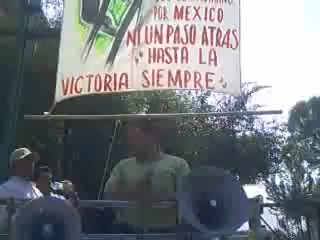 POR MEXICO
NI UN PASO ATRAS
HASTA LA
VICTORIA SIEMPRE